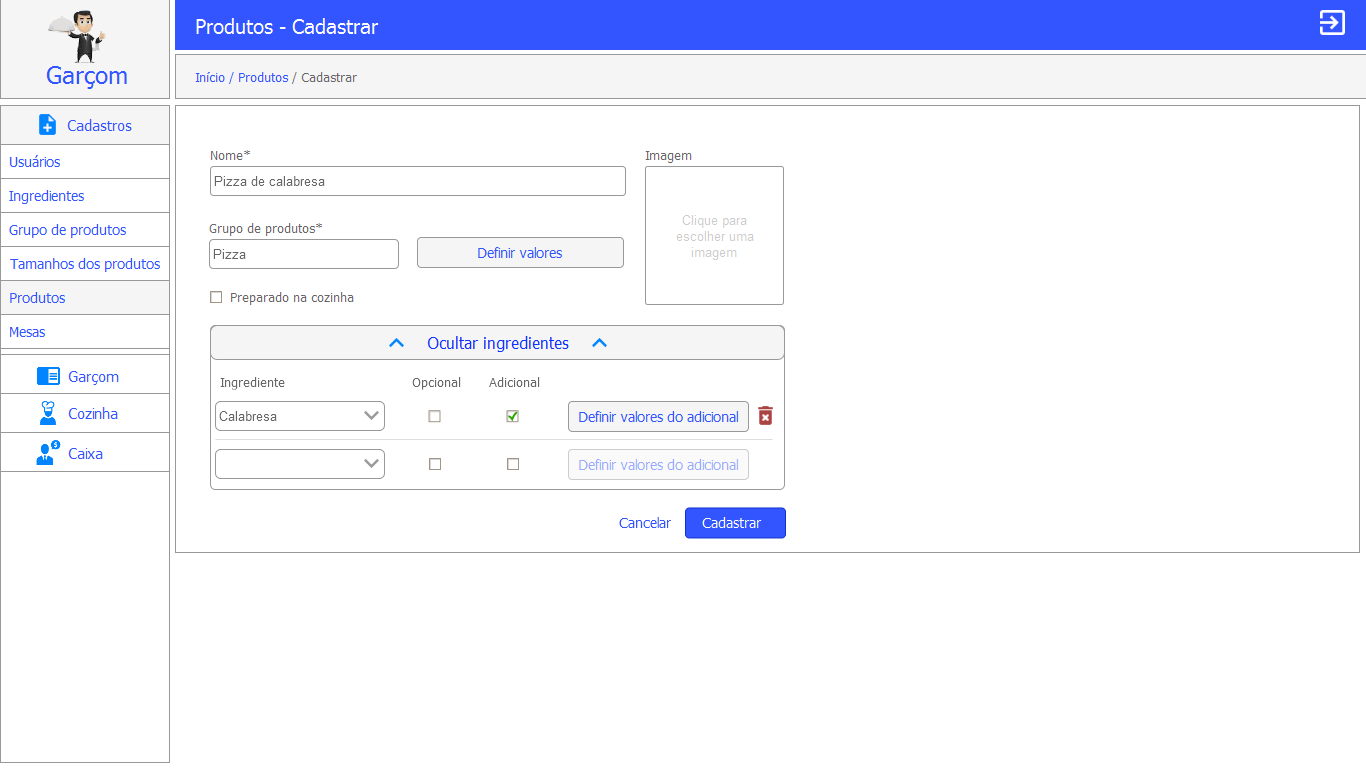 Garçom
Produtos - Cadastrar
Início / Produtos / Cadastrar
Cadastros
Usuários
Ingredientes
Grupo de produtos
Tamanhos dos produtos
Produtos
Mesas
Garçom
Cozinha
Caixa
Nome*
Pizza de calabresa
Imagem
Clique para
escolher uma
imagem
Grupo de produtos*
Pizza
Definir valores
Preparado na cozinha
Ocultar ingredientes
Ingrediente Opcional Adicional
Calabresa Definir valores do adicional
Definir valores do adicional
Cancelar Cadastrar